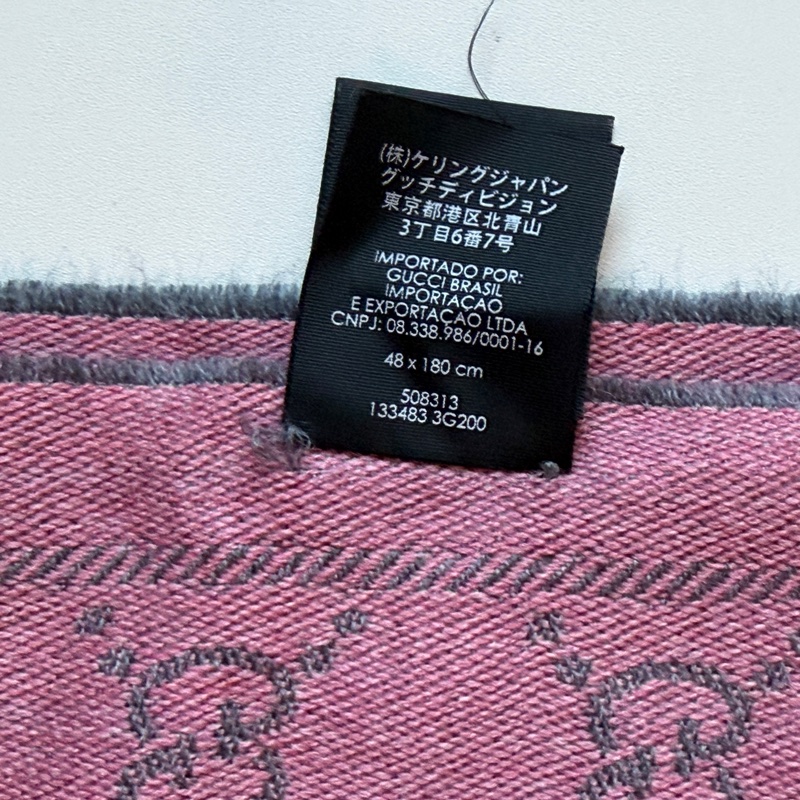 (株)ケリングジャパン
グッチディビジョン
東京都港区北青山
3丁目6番7号
IMPORTADO POR:
GUCCI BRASIL
IMPORTACAO
E EXPORTACAO LTDA
CNPJ: 08.338.986/0001-16
48 x 180 cm
508313
133483 3G200